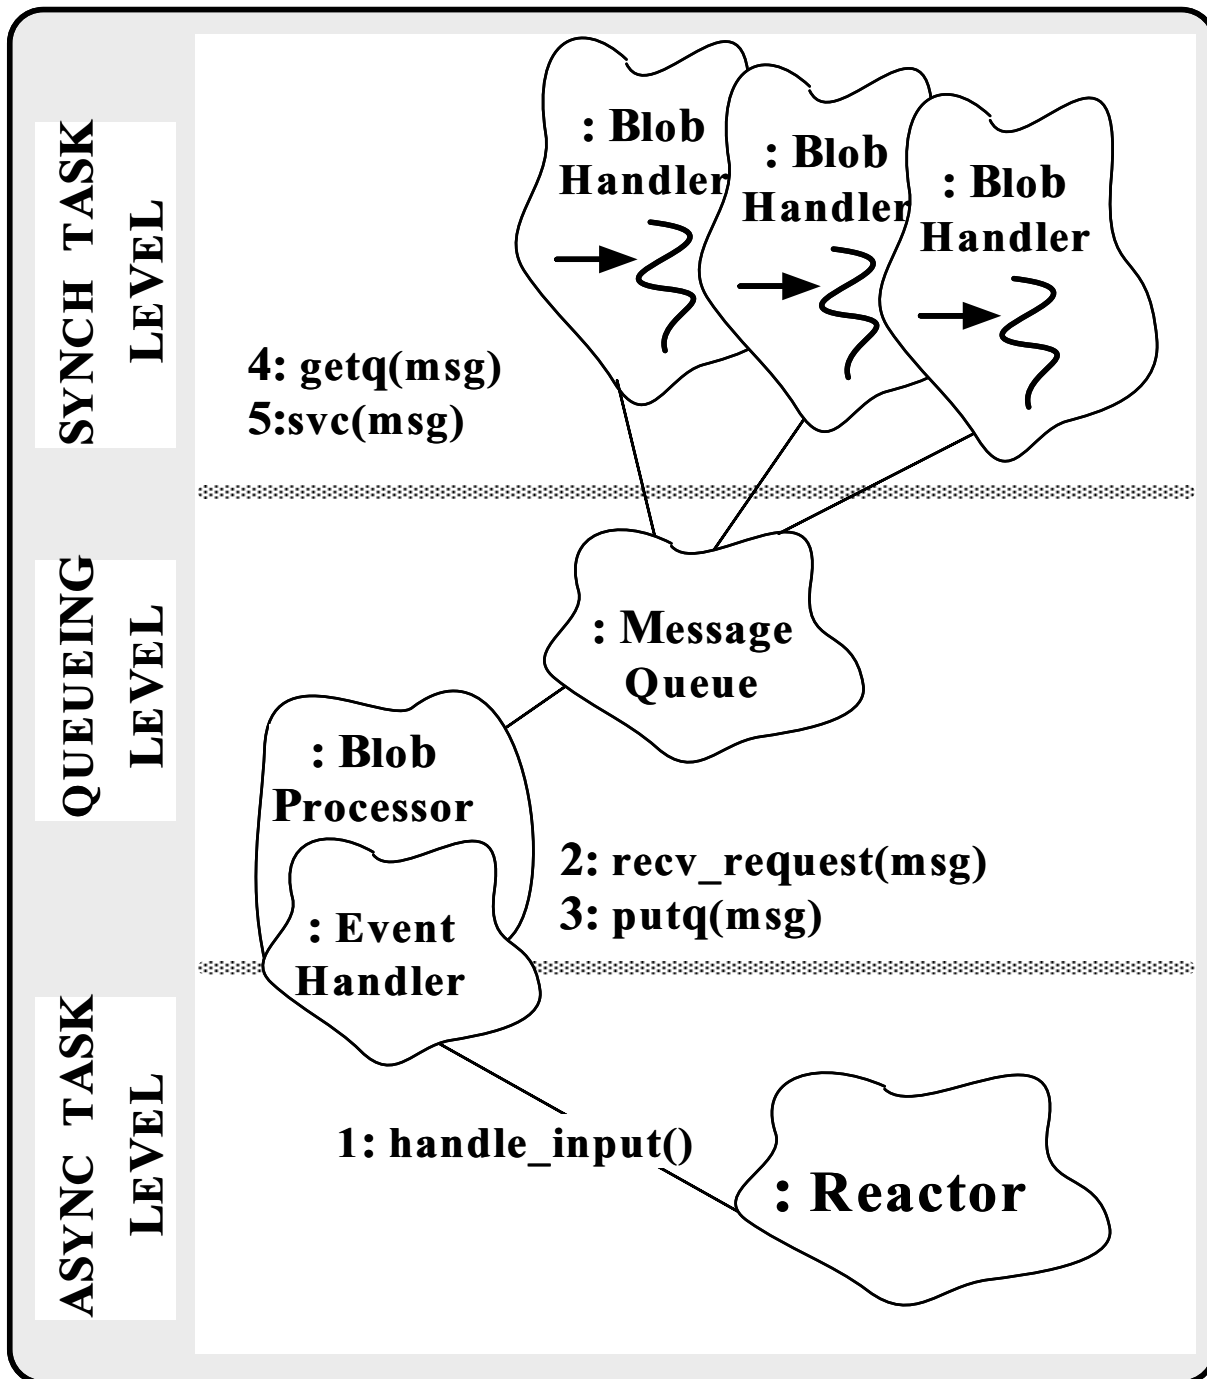 SYNCH TASK
LEVEL
: Blob
Handler
: Blob
Handler
: Blob
Handler
4: getq(msg)
5:svc(msg)
QUEUEING
LEVEL
: Message
Queue
: Blob
Processor
2: recv_request(msg)
3: putq(msg)
: Event
Handler
ASYNC TASK
LEVEL
1: handle_input()
: Reactor